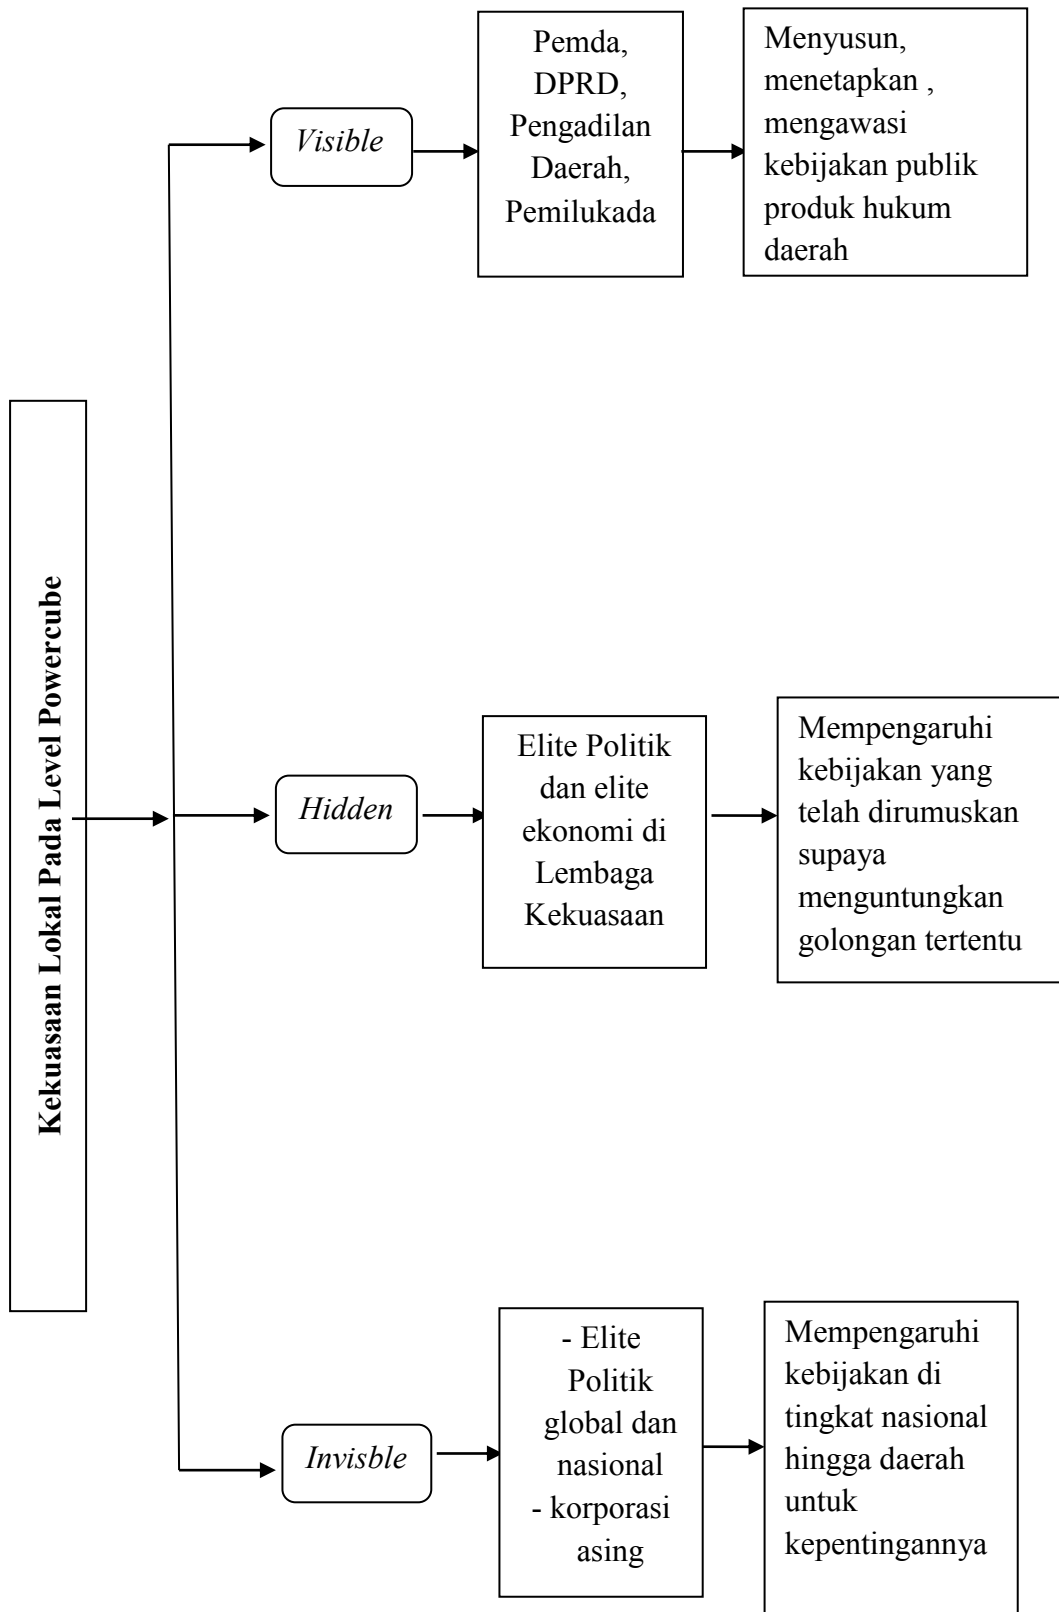 Kekuasaan Lokal Pada Level Powercube
Visible
Pemda,
DPRD,
Pengadilan
Daerah,
Pemilukada
Menyusun,
menetapkan ,
mengawasi
kebijakan publik
produk hukum
daerah
Hidden
Elite Politik
dan elite
ekonomi di
Lembaga
Kekuasaan
Mempengaruhi
kebijakan yang
telah dirumuskan
supaya
menguntungkan
golongan tertentu
Invisble
- Elite
Politik
global dan
nasional
- korporasi
asing
Mempengaruhi
kebijakan di
tingkat nasional
hingga daerah
untuk
kepentingannya